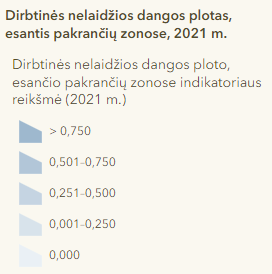 Dirbtinės nelaidžios dangos plotas,
esantis pakrančių zonose, 2021 m.
Dirbtinės nelaidžios dangos ploto,
esančio pakrančių zonose indikatoriaus
reikšmė (2021 m.)
> 0,750
0,501–0,750
0,251–0,500
0,001–0,250
0,000